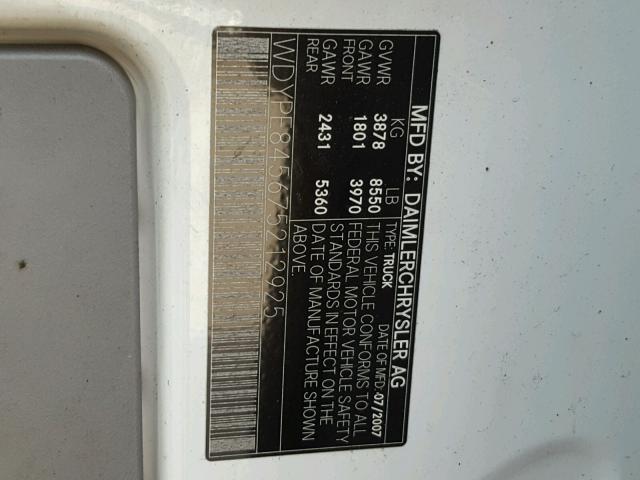 MFD BY: DAIMLERCHRYSLER AG
DATE OF MFD-07/2007
KG LB TYPE: TRUCK
GVWR 3878 8550 THIS VEHICLE CONFORMS TO ALL
GAWR FRONT 1801 3970 FEDERAL MOTOR VEHICLE SAFETY
STANDARDS IN EFFECT ON THE
GAWR REAR 2431 5360 DATE OF MANUFACTURE SHOWN
ABOVE.
WDYPE845675212925